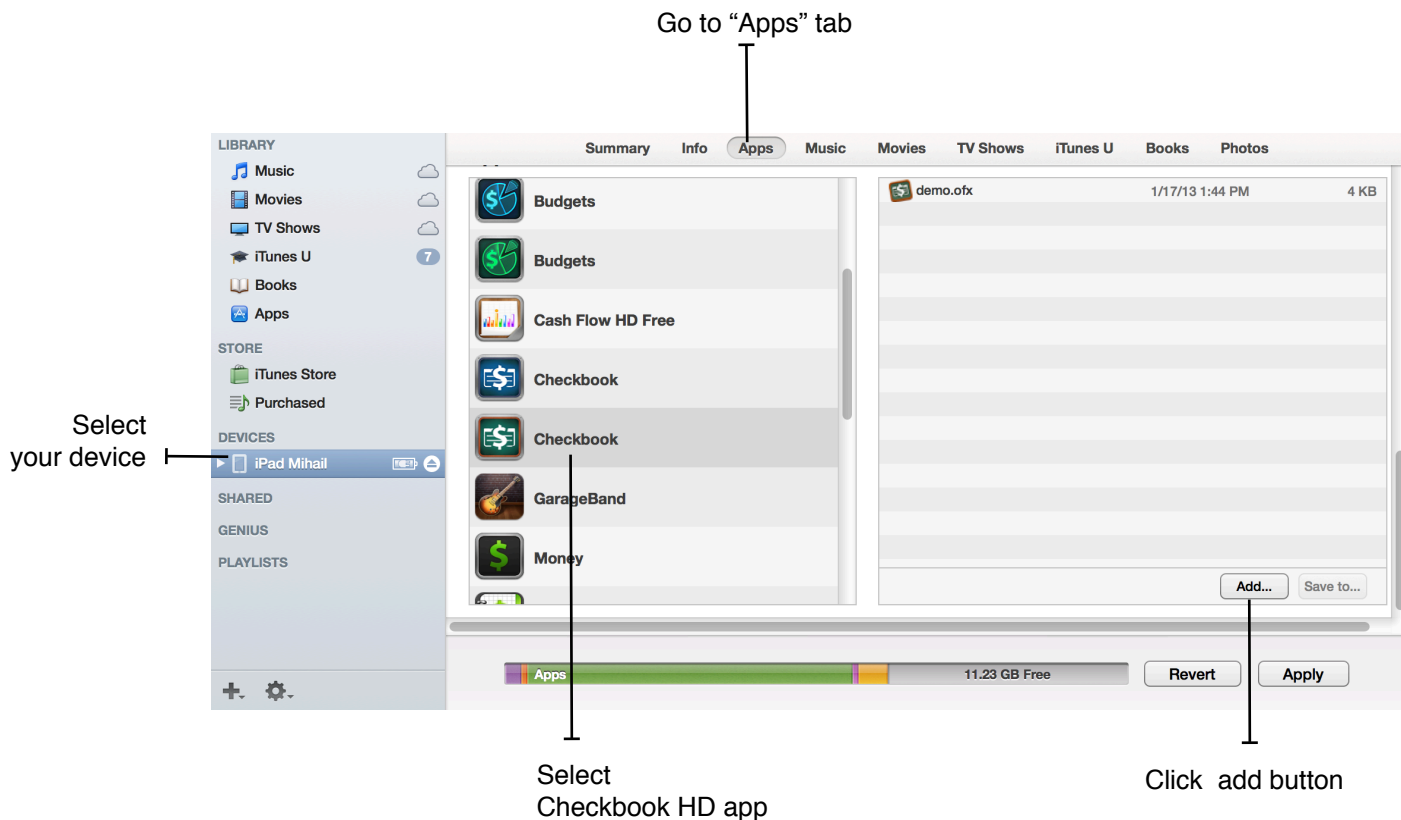 Go to “Apps” tab
LIBRARY
Music
Movies
TV Shows
iTunes U 7
Books
Apps
STORE
iTunes Store
Purchased
DEVICES
iPad Mihail
SHARED
GENIUS
PLAYLISTS
Select
your device
Summary Info Apps Music Movies TV Shows iTunes U Books Photos
Budgets
Budgets
Cash Flow HD Free
Checkbook
Checkbook
GarageBand
Money
demo.ofx 1/17/13 1:44 PM 4 KB
Add... Save to...
Apps 11.23 GB Free Revert Apply
Select
Checkbook HD app
Click add button